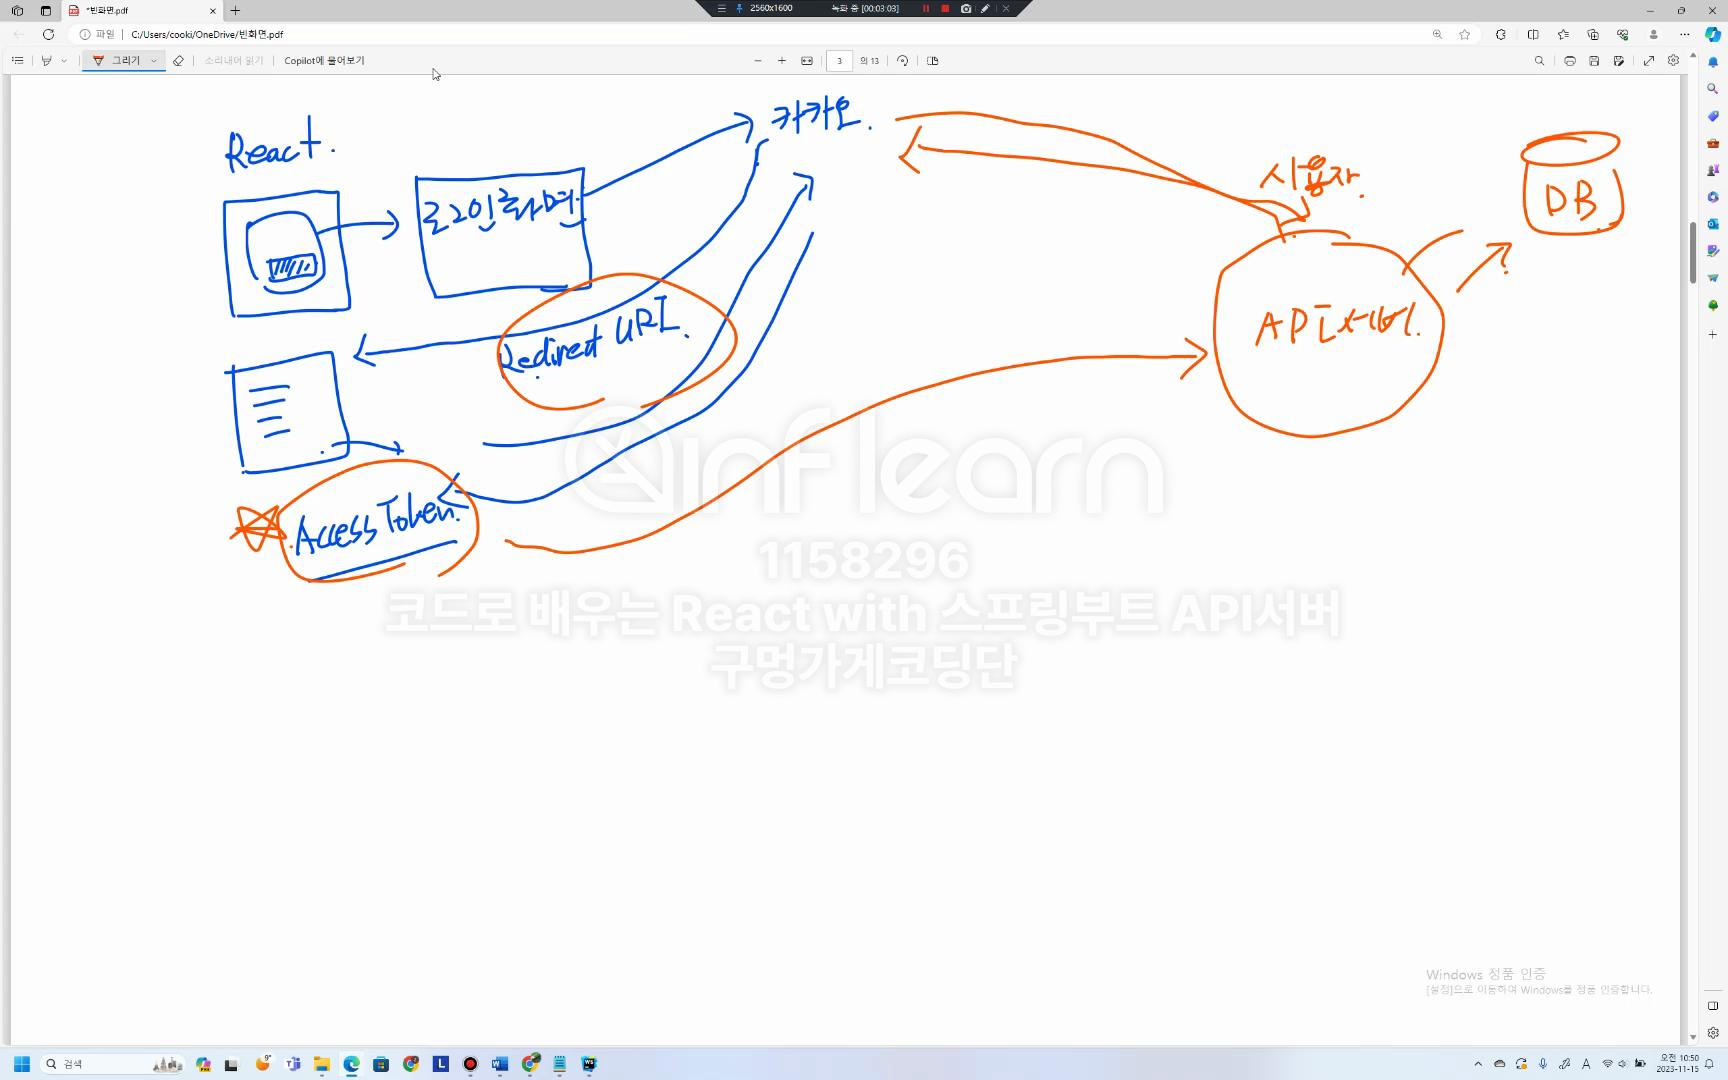 *빈화면.pdf
2560x1600
녹화 중 [00:03:03]
파일
C:/Users/cooki/OneDrive/빈화면.pdf
그리기
소리내어 읽기
Copilot에 물어보기
3
의 13
React.
카카오.
로그인화면.
사용자.
DB
Redirect URI.
API서버.
Access Token.
inflearn
1158296
코드로 배우는 React with 스프링부트 API서버
구멍가게코딩단
Windows 정품 인증
[설정]으로 이동하여 Windows를 정품 인증합니다.
검색
9°
A
오전 10:50
2023-11-15